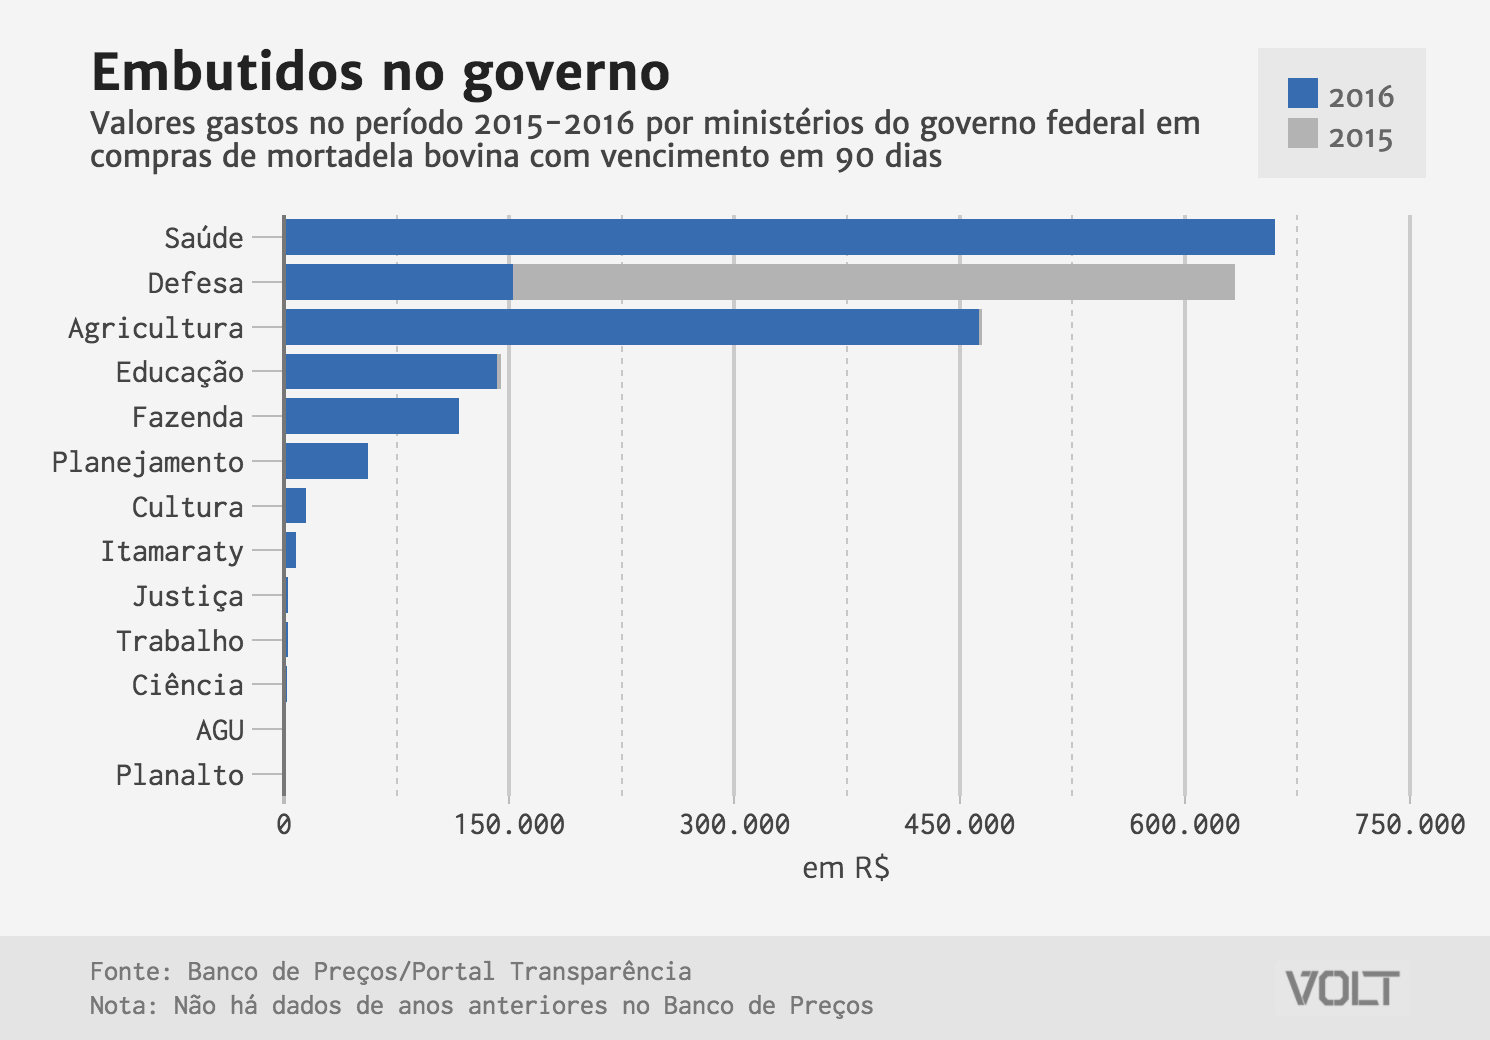 Embutidos no governo
Valores gastos no período 2015-2016 por ministérios do governo federal em
compras de mortadela bovina com vencimento em 90 dias
2016
2015
Saúde
Defesa
Agricultura
Educação
Fazenda
Planejamento
Cultura
Itamaraty
Justiça
Trabalho
Ciência
AGU
Planalto
0 150.000 300.000 450.000 600.000 750.000
em R$
Fonte: Banco de Preços/Portal Transparência
Nota: Não há dados de anos anteriores no Banco de Preços
VOLT